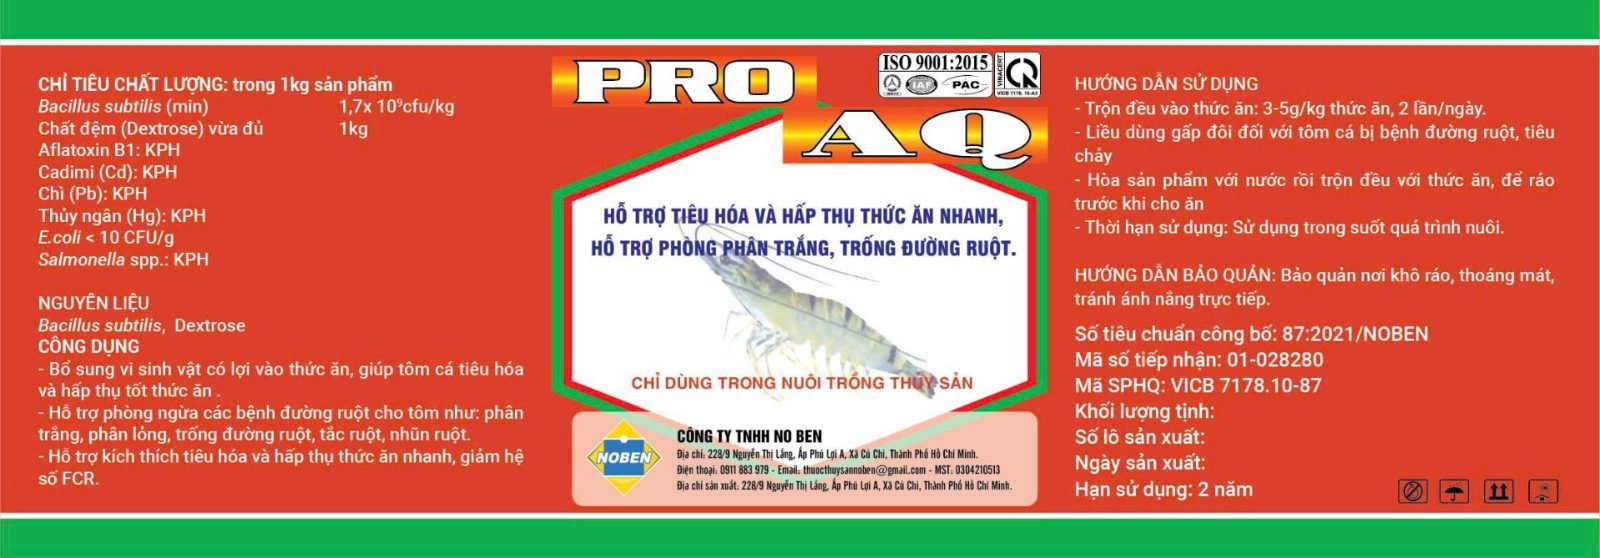 CHỈ TIÊU CHẤT LƯỢNG: trong 1kg sản phẩm
Bacillus subtilis (min) 1,7x 10⁹cfu/kg
Chất đệm (Dextrose) vừa đủ 1kg
Aflatoxin B1: KPH
Cadimi (Cd): KPH
Chì (Pb): KPH
Thủy ngân (Hg): KPH
E.coli < 10 CFU/g
Salmonella spp.: KPH
NGUYÊN LIỆU
Bacillus subtilis, Dextrose
CÔNG DỤNG
- Bổ sung vi sinh vật có lợi vào thức ăn, giúp tôm cá tiêu hóa
và hấp thụ tốt thức ăn .
- Hỗ trợ phòng ngừa các bệnh đường ruột cho tôm như: phân
trắng, phân lỏng, trống đường ruột, tắc ruột, nhũn ruột.
- Hỗ trợ kích thích tiêu hóa và hấp thụ thức ăn nhanh, giảm hệ
số FCR.
PRO
AQ
ISO 9001:2015
IAF
PAC
VINACERT
VICB 7178. 10-AS
HỖ TRỢ TIÊU HÓA VÀ HẤP THỤ THỨC ĂN NHANH,
HỖ TRỢ PHÒNG PHÂN TRẮNG, TRỐNG ĐƯỜNG RUỘT.
CHỈ DÙNG TRONG NUÔI TRỒNG THỦY SẢN
NOBEN
CÔNG TY TNHH NO BEN
Địa chỉ: 228/9 Nguyễn Thị Lắng, Ấp Phú Lợi A, Xã Củ Chi, Thành Phố Hồ Chí Minh.
Điện thoại: 0911 883 979 - Email: thuocthuysannoben@gmail.com - MST: 0304210513
Địa chỉ sản xuất: 228/9 Nguyễn Thị Lắng, Ấp Phú Lợi A, Xã Củ Chi, Thành Phố Hồ Chí Minh.
HƯỚNG DẪN SỬ DỤNG
- Trộn đều vào thức ăn: 3-5g/kg thức ăn, 2 lần/ngày.
- Liều dùng gấp đôi đối với tôm cá bị bệnh đường ruột, tiêu
chảy
- Hòa sản phẩm với nước rồi trộn đều với thức ăn, để ráo
trước khi cho ăn
- Thời hạn sử dụng: Sử dụng trong suốt quá trình nuôi.
HƯỚNG DẪN BẢO QUẢN: Bảo quản nơi khô ráo, thoáng mát,
tránh ánh nắng trực tiếp.
Số tiêu chuẩn công bố: 87:2021/NOBEN
Mã số tiếp nhận: 01-028280
Mã SPHQ: VICB 7178.10-87
Khối lượng tịnh:
Số lô sản xuất:
Ngày sản xuất:
Hạn sử dụng: 2 năm